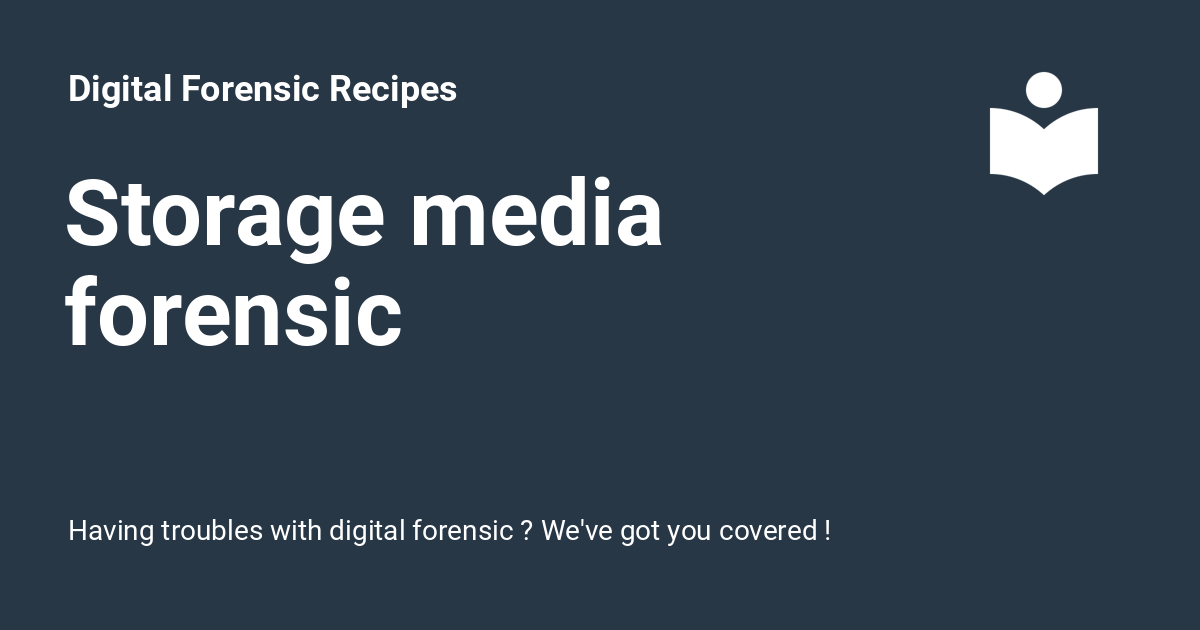 Digital Forensic Recipes
Storage media
forensic
Having troubles with digital forensic ? We've got you covered !